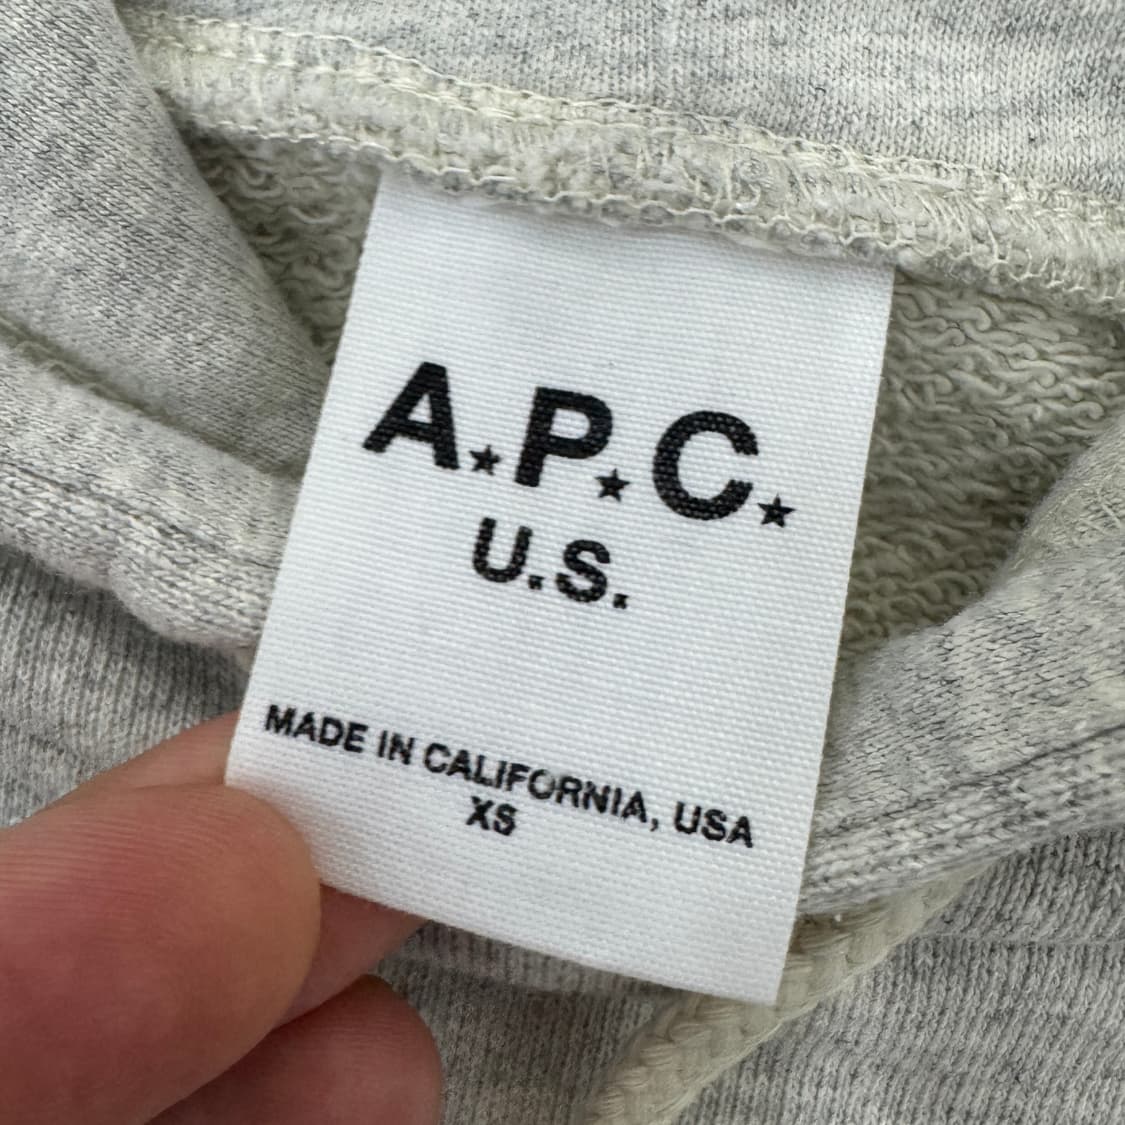 A★P★C★
U.S.
MADE IN CALIFORNIA, USA
XS